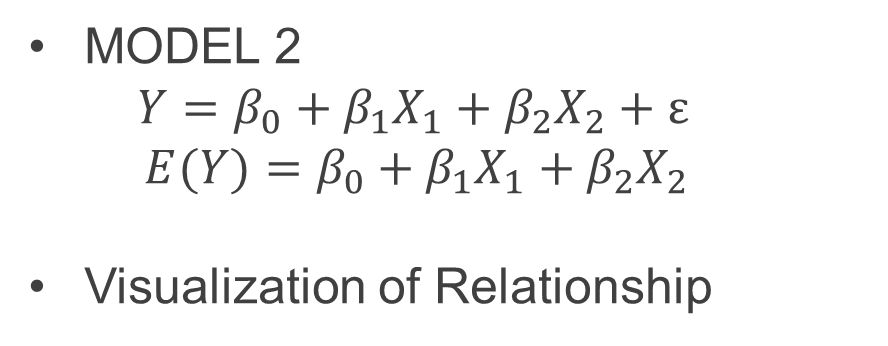 • MODEL 2
Y = β₀ + β₁X₁ + β₂X₂ + ε
E(Y) = β₀ + β₁X₁ + β₂X₂
• Visualization of Relationship